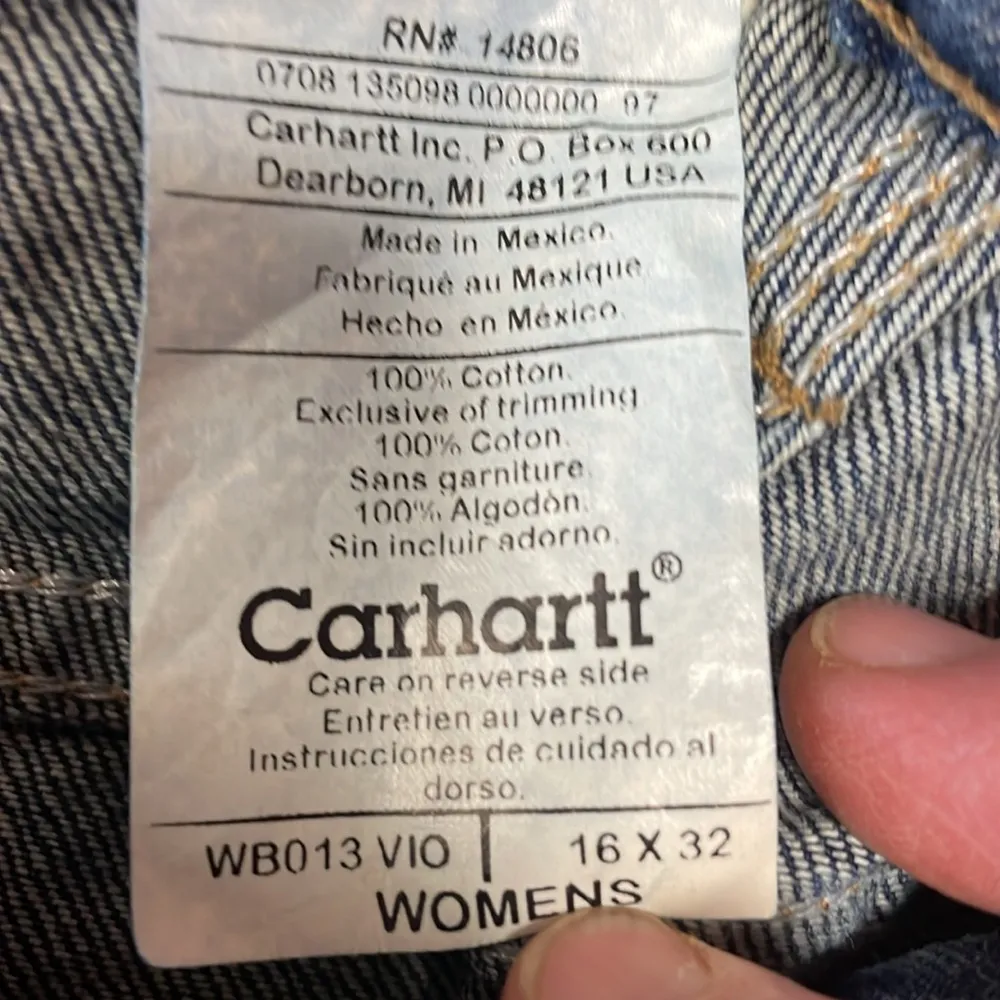 RN# 14806
0708 135098 0000000 07
Carhartt Inc. P.O. Box 600
Dearborn, MI 48121 USA
Made in Mexico.
Fabriqué au Mexique
Hecho en México.
100% Cotton.
Exclusive of trimming
100% Coton.
Sans garniture.
100% Algodón.
Sin incluir adorno.
Carhartt®
Care on reverse side
Entretien au verso.
Instrucciones de cuidado al
dorso.
WB013 VIO | 16 X 32
WOMENS